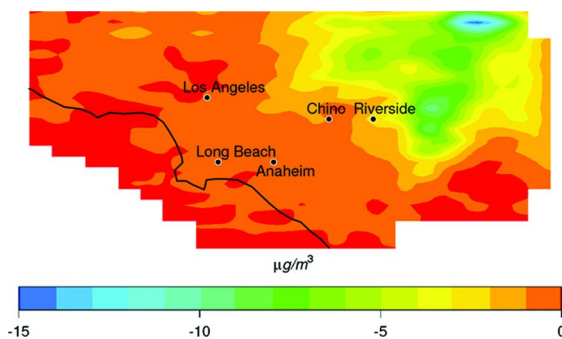 Los Angeles
Chino Riverside
Long Beach
Anaheim
μg/m³
-15 -10 -5 0